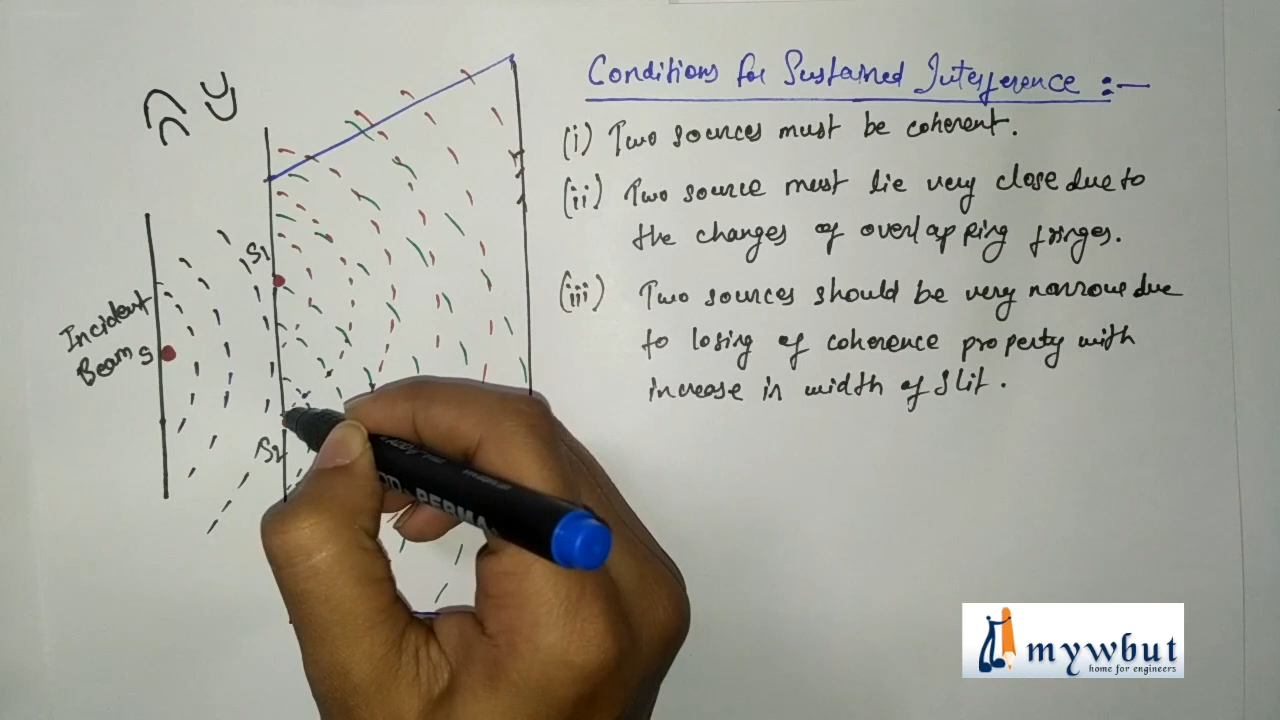 Conditions for Sustained Interference :—
(i) Two sources must be coherent.
(ii) Two source must lie very close due to
the changes of overlapping fringes.
(iii) Two sources should be very narrow due
to losing of coherence property with
increase in width of slit.
S1
Incident
Beam S
S2
PERMA
mywbut
home for engineers